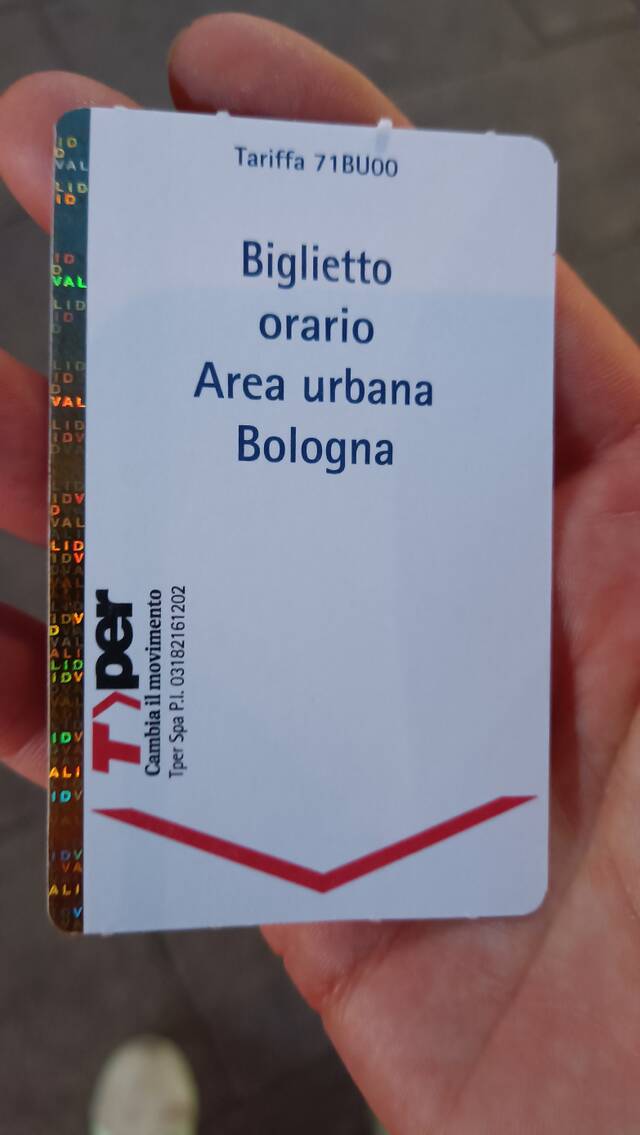 Tariffa 71BU00
Biglietto
orario
Area urbana
Bologna
Tper
Cambia il movimento
Tper Spa P.I. 03182161202